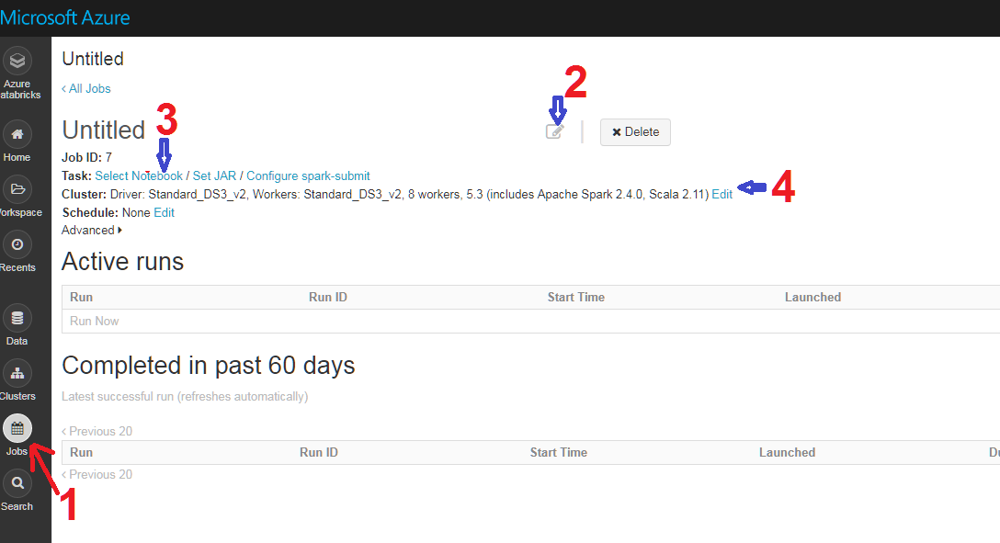 Microsoft Azure
Untitled
Azure
atabricks
‹ All Jobs
2
3
Untitled
Delete
Home
Job ID: 7
Task: Select Notebook / Set JAR / Configure spark-submit
Cluster: Driver: Standard_DS3_v2, Workers: Standard_DS3_v2, 8 workers, 5.3 (includes Apache Spark 2.4.0, Scala 2.11) Edit
4
orkspace
Schedule: None Edit
Advanced
Recents
Active runs
Run Run ID Start Time Launched
Run Now
Data
Completed in past 60 days
Clusters
Latest successful run (refreshes automatically)
‹ Previous 20
Jobs
Run Run ID Start Time Launched Du
‹ Previous 20
1
Search